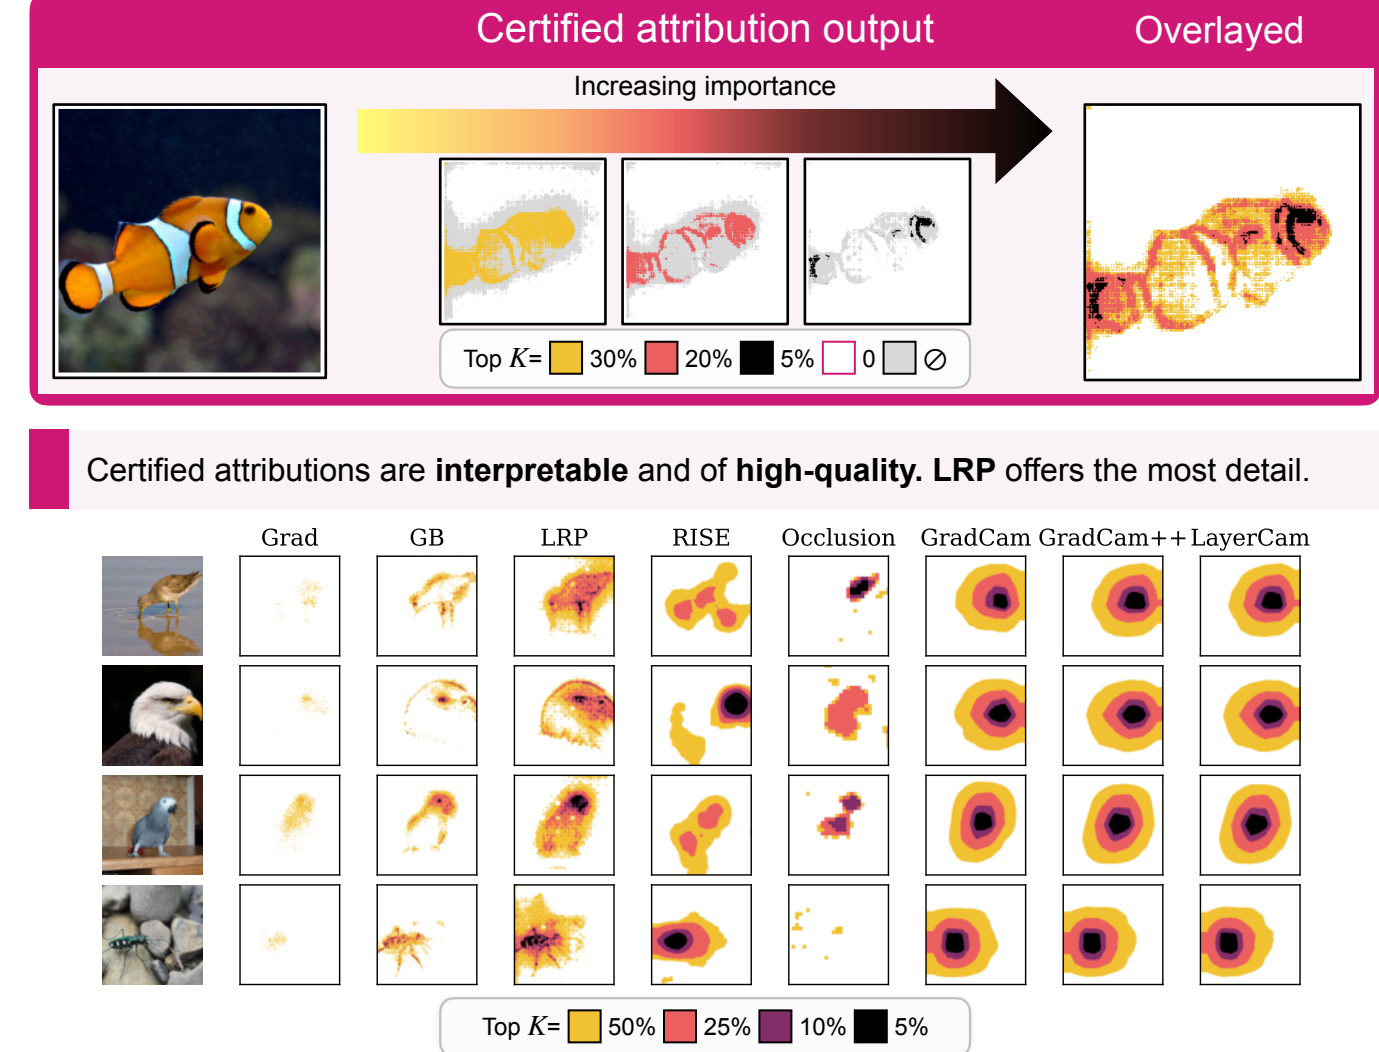 Certified attribution output
Overlayed
Increasing importance
Top K= 30% 20% 5% 0 ⊘
Certified attributions are interpretable and of high-quality. LRP offers the most detail.
Grad GB LRP RISE Occlusion GradCam GradCam++ LayerCam
Top K= 50% 25% 10% 5%